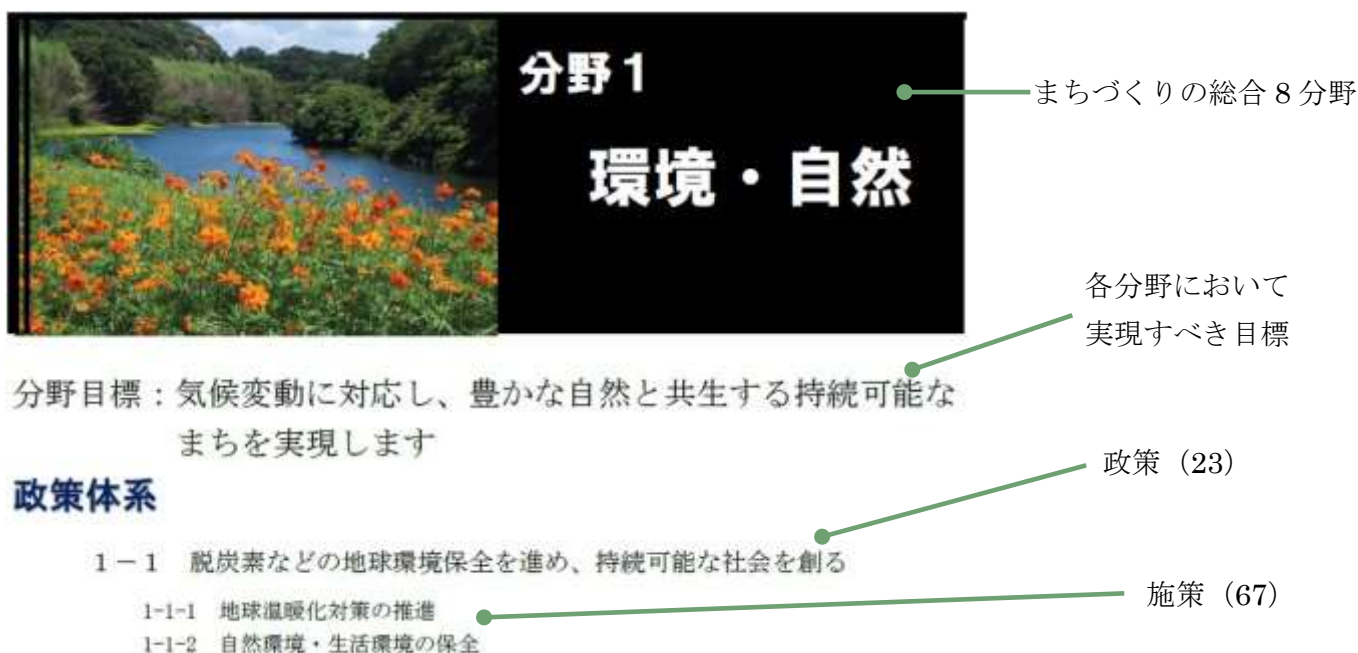 分野1
環境・自然
まちづくりの総合 8 分野
各分野において
実現すべき目標
分野目標：気候変動に対応し、豊かな自然と共生する持続可能な
まちを実現します
政策（23）
政策体系
1－1 脱炭素などの地球環境保全を進め、持続可能な社会を創る
施策（67）
1-1-1 地球温暖化対策の推進
1-1-2 自然環境・生活環境の保全